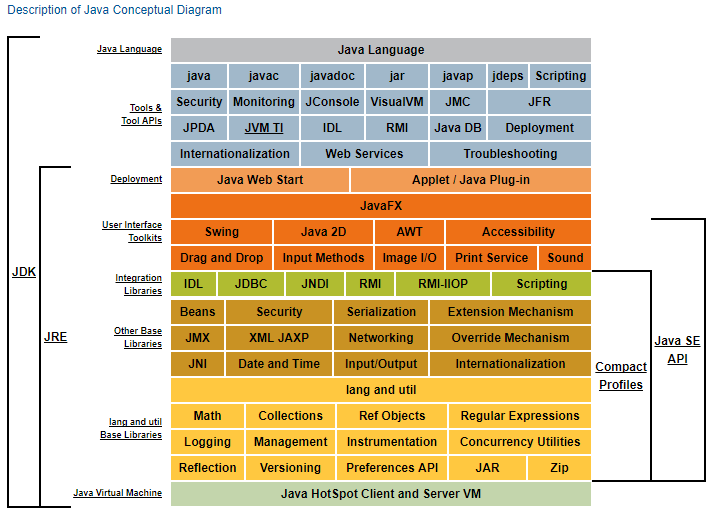 Description of Java Conceptual Diagram
Java Language
Java Language
java javac javadoc jar javap jdeps Scripting
Tools &
Tool APIs
Security Monitoring JConsole VisualVM JMC JFR
JPDA JVM TI IDL RMI Java DB Deployment
Internationalization Web Services Troubleshooting
Deployment
Java Web Start Applet / Java Plug-in
JavaFX
User Interface
Toolkits
Swing Java 2D AWT Accessibility
Drag and Drop Input Methods Image I/O Print Service Sound
Integration
Libraries
IDL JDBC JNDI RMI RMI-IIOP Scripting
Other Base
Libraries
Beans Security Serialization Extension Mechanism
JMX XML JAXP Networking Override Mechanism
JNI Date and Time Input/Output Internationalization
lang and util
lang and util
Base Libraries
Math Collections Ref Objects Regular Expressions
Logging Management Instrumentation Concurrency Utilities
Reflection Versioning Preferences API JAR Zip
Java Virtual Machine
Java HotSpot Client and Server VM
JDK
JRE
Compact
Profiles
Java SE
API